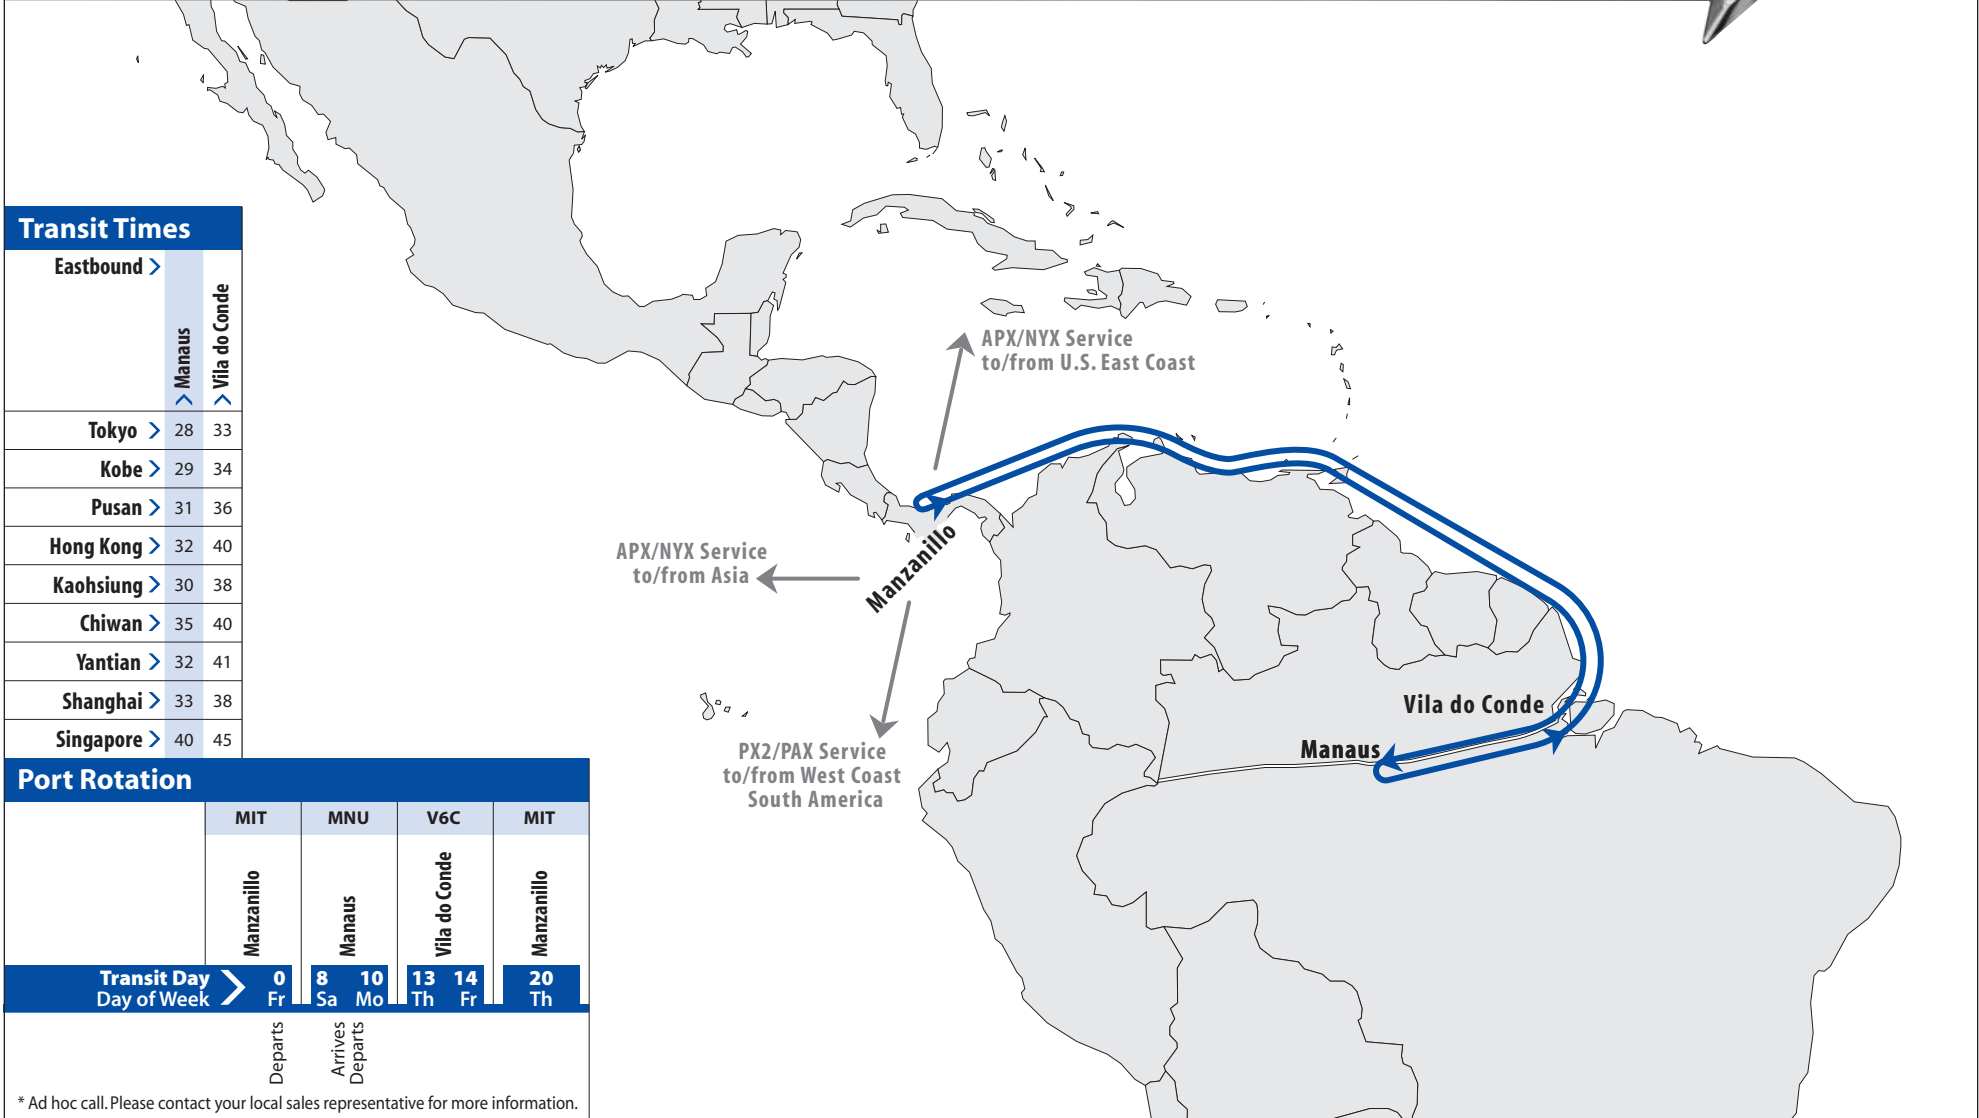 Transit Times
Eastbound
Manaus
Vila do Conde
Tokyo 28 33
Kobe 29 34
Pusan 31 36
Hong Kong 32 40
Kaohsiung 30 38
Chiwan 35 40
Yantian 32 41
Shanghai 33 38
Singapore 40 45
APX/NYX Service
to/from U.S. East Coast
APX/NYX Service
to/from Asia
Manzanillo
PX2/PAX Service
to/from West Coast
South America
Vila do Conde
Manaus
Port Rotation
MIT MNU V6C MIT
Manzanillo
Manaus
Vila do Conde
Manzanillo
Transit Day 0 8 10 13 14 20
Day of Week Fr Sa Mo Th Fr Th
Departs
Arrives
Departs
* Ad hoc call. Please contact your local sales representative for more information.